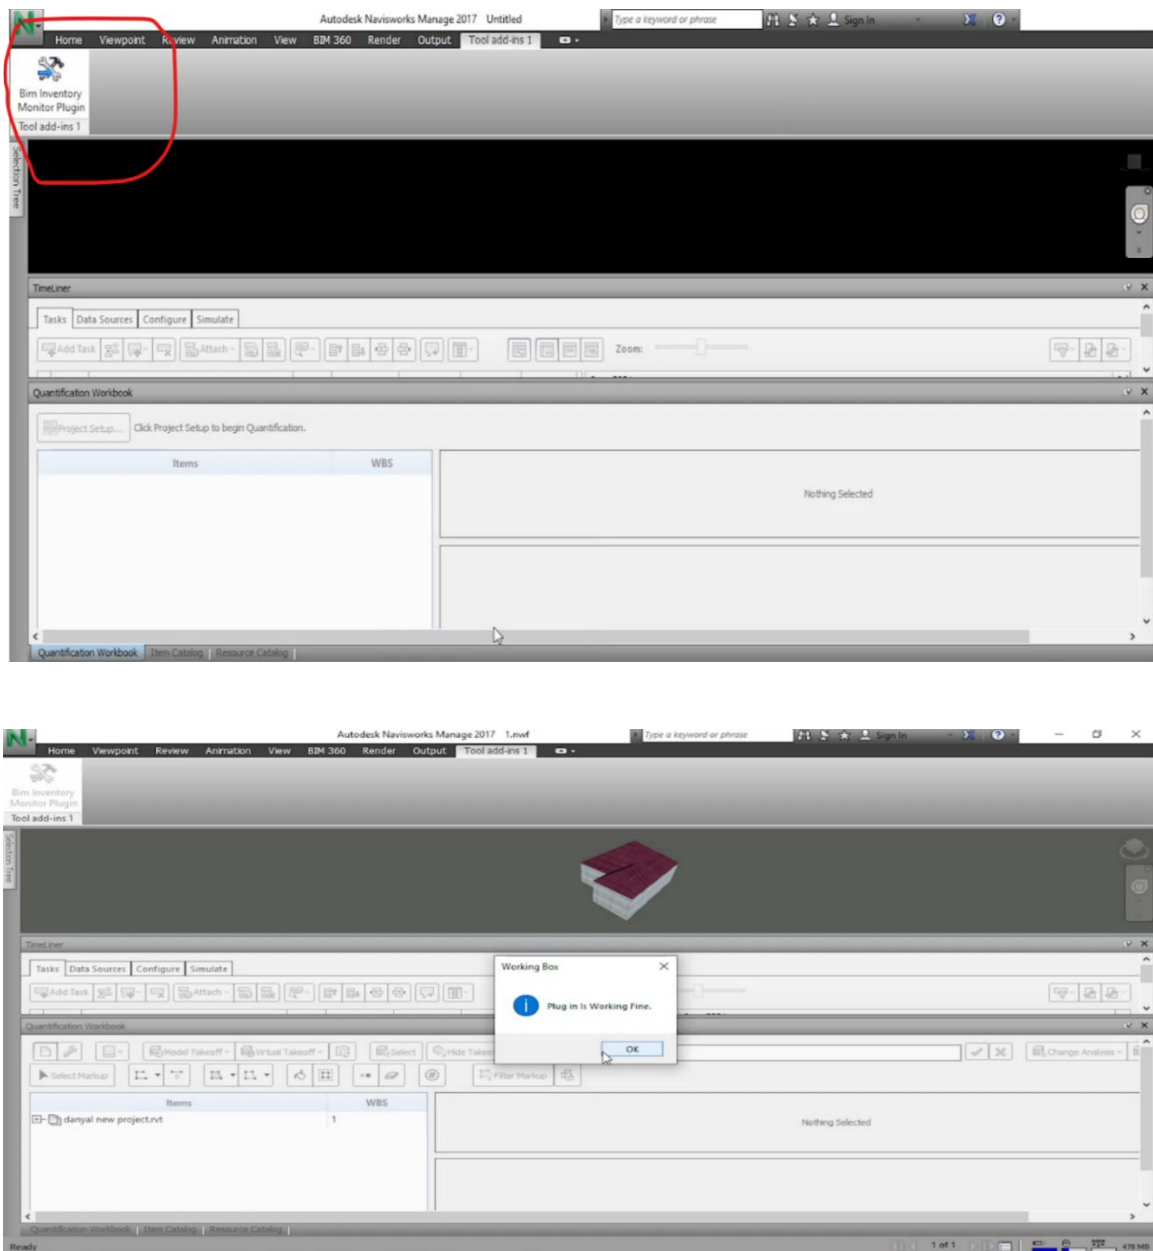 Autodesk Navisworks Manage 2017 Untitled
Type a keyword or phrase
Sign In
Home Viewpoint Review Animation View BIM 360 Render Output Tool add-ins 1
Bim Inventory
Monitor Plugin
Tool add-ins 1
Selection Tree
TimeLiner
Tasks Data Sources Configure Simulate
Add Task Attach Zoom:
Quantification Workbook
Project Setup... Click Project Setup to begin Quantification.
Items WBS
Nothing Selected
Quantification Workbook Item Catalog Resource Catalog
Autodesk Navisworks Manage 2017 1.nwf
Type a keyword or phrase
Sign In
Home Viewpoint Review Animation View BIM 360 Render Output Tool add-ins 1
Bim Inventory
Monitor Plugin
Tool add-ins 1
Selection Tree
TimeLiner
Working Box
Tasks Data Sources Configure Simulate
Add Task Attach
Plug in Is Working Fine.
Quantification Workbook
OK
Model Takeoff Virtual Takeoff Select Hide Takeo Change Analysis
Select Markup Filter Markup
Items WBS
danyal new project.rvt 1
Nothing Selected
Quantification Workbook Item Catalog Resource Catalog
Ready 1 of 1 478 MB